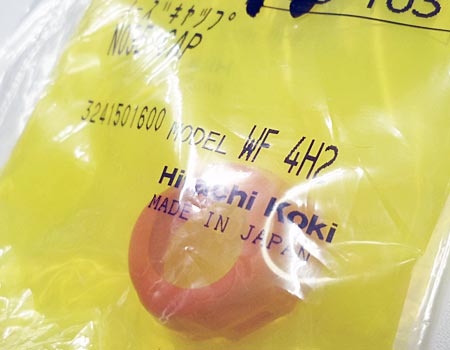 ノーズキャップ
3241501600 MODEL WF 4H2
Hitachi Koki
MADE IN JAPAN